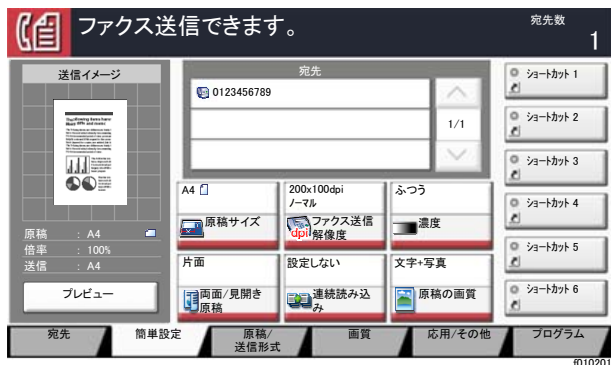 ファクス送信できます。
宛先数
1
送信イメージ
原稿 : A4
倍率 : 100%
送信 : A4
プレビュー
宛先
0123456789
1/1
A4
原稿サイズ
200x100dpi
ノーマル
dpi
ファクス送信
解像度
ふつう
濃度
片面
両面/見開き
原稿
設定しない
連続読み込
み
文字+写真
原稿の画質
ショートカット 1
ショートカット 2
ショートカット 3
ショートカット 4
ショートカット 5
ショートカット 6
宛先
簡単設定
原稿/
送信形式
画質
応用/その他
プログラム
f010201